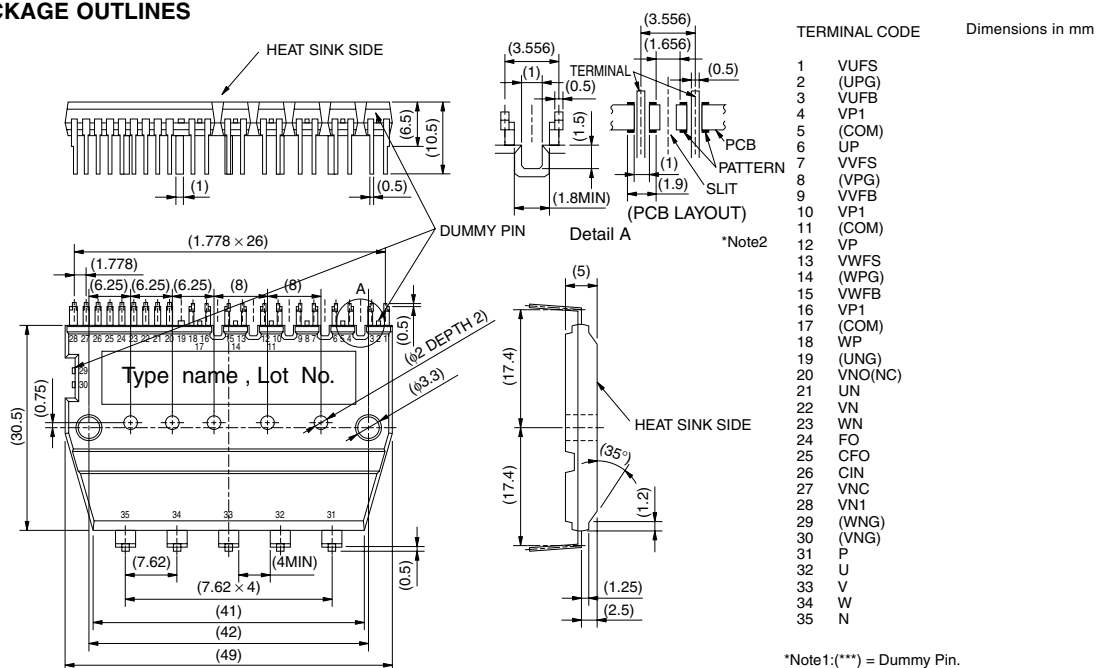 CKAGE OUTLINES
HEAT SINK SIDE
(6.5)
(10.5)
(1)
(0.5)
DUMMY PIN
(3.556)
(1)
(0.5)
(1.5)
(1.8MIN)
Detail A
(3.556)
(1.656)
TERMINAL
(0.5)
PCB
PATTERN
(1)
SLIT
(1.9)
(PCB LAYOUT)
*Note2
(1.778 × 26)
(1.778)
(6.25) (6.25) (6.25) (8) (8)
A
(0.5)
28 27 26 25 24 23 22 21 20 19 18 16 15 13 12 10 9 8 7 6 5 4 3 2 1
17 14 11
29
30
Type name , Lot No.
(φ2 DEPTH 2)
(φ3.3)
(0.75)
(30.5)
35 34 33 32 31
(7.62)
(4MIN)
(0.5)
(7.62 × 4)
(41)
(42)
(49)
(5)
(17.4)
HEAT SINK SIDE
(17.4)
(35°)
(1.2)
(1.25)
(2.5)
TERMINAL CODE
Dimensions in mm
1 VUFS
2 (UPG)
3 VUFB
4 VP1
5 (COM)
6 UP
7 VVFS
8 (VPG)
9 VVFB
10 VP1
11 (COM)
12 VP
13 VWFS
14 (WPG)
15 VWFB
16 VP1
17 (COM)
18 WP
19 (UNG)
20 VNO(NC)
21 UN
22 VN
23 WN
24 FO
25 CFO
26 CIN
27 VNC
28 VN1
29 (WNG)
30 (VNG)
31 P
32 U
33 V
34 W
35 N
*Note1:(***) = Dummy Pin.